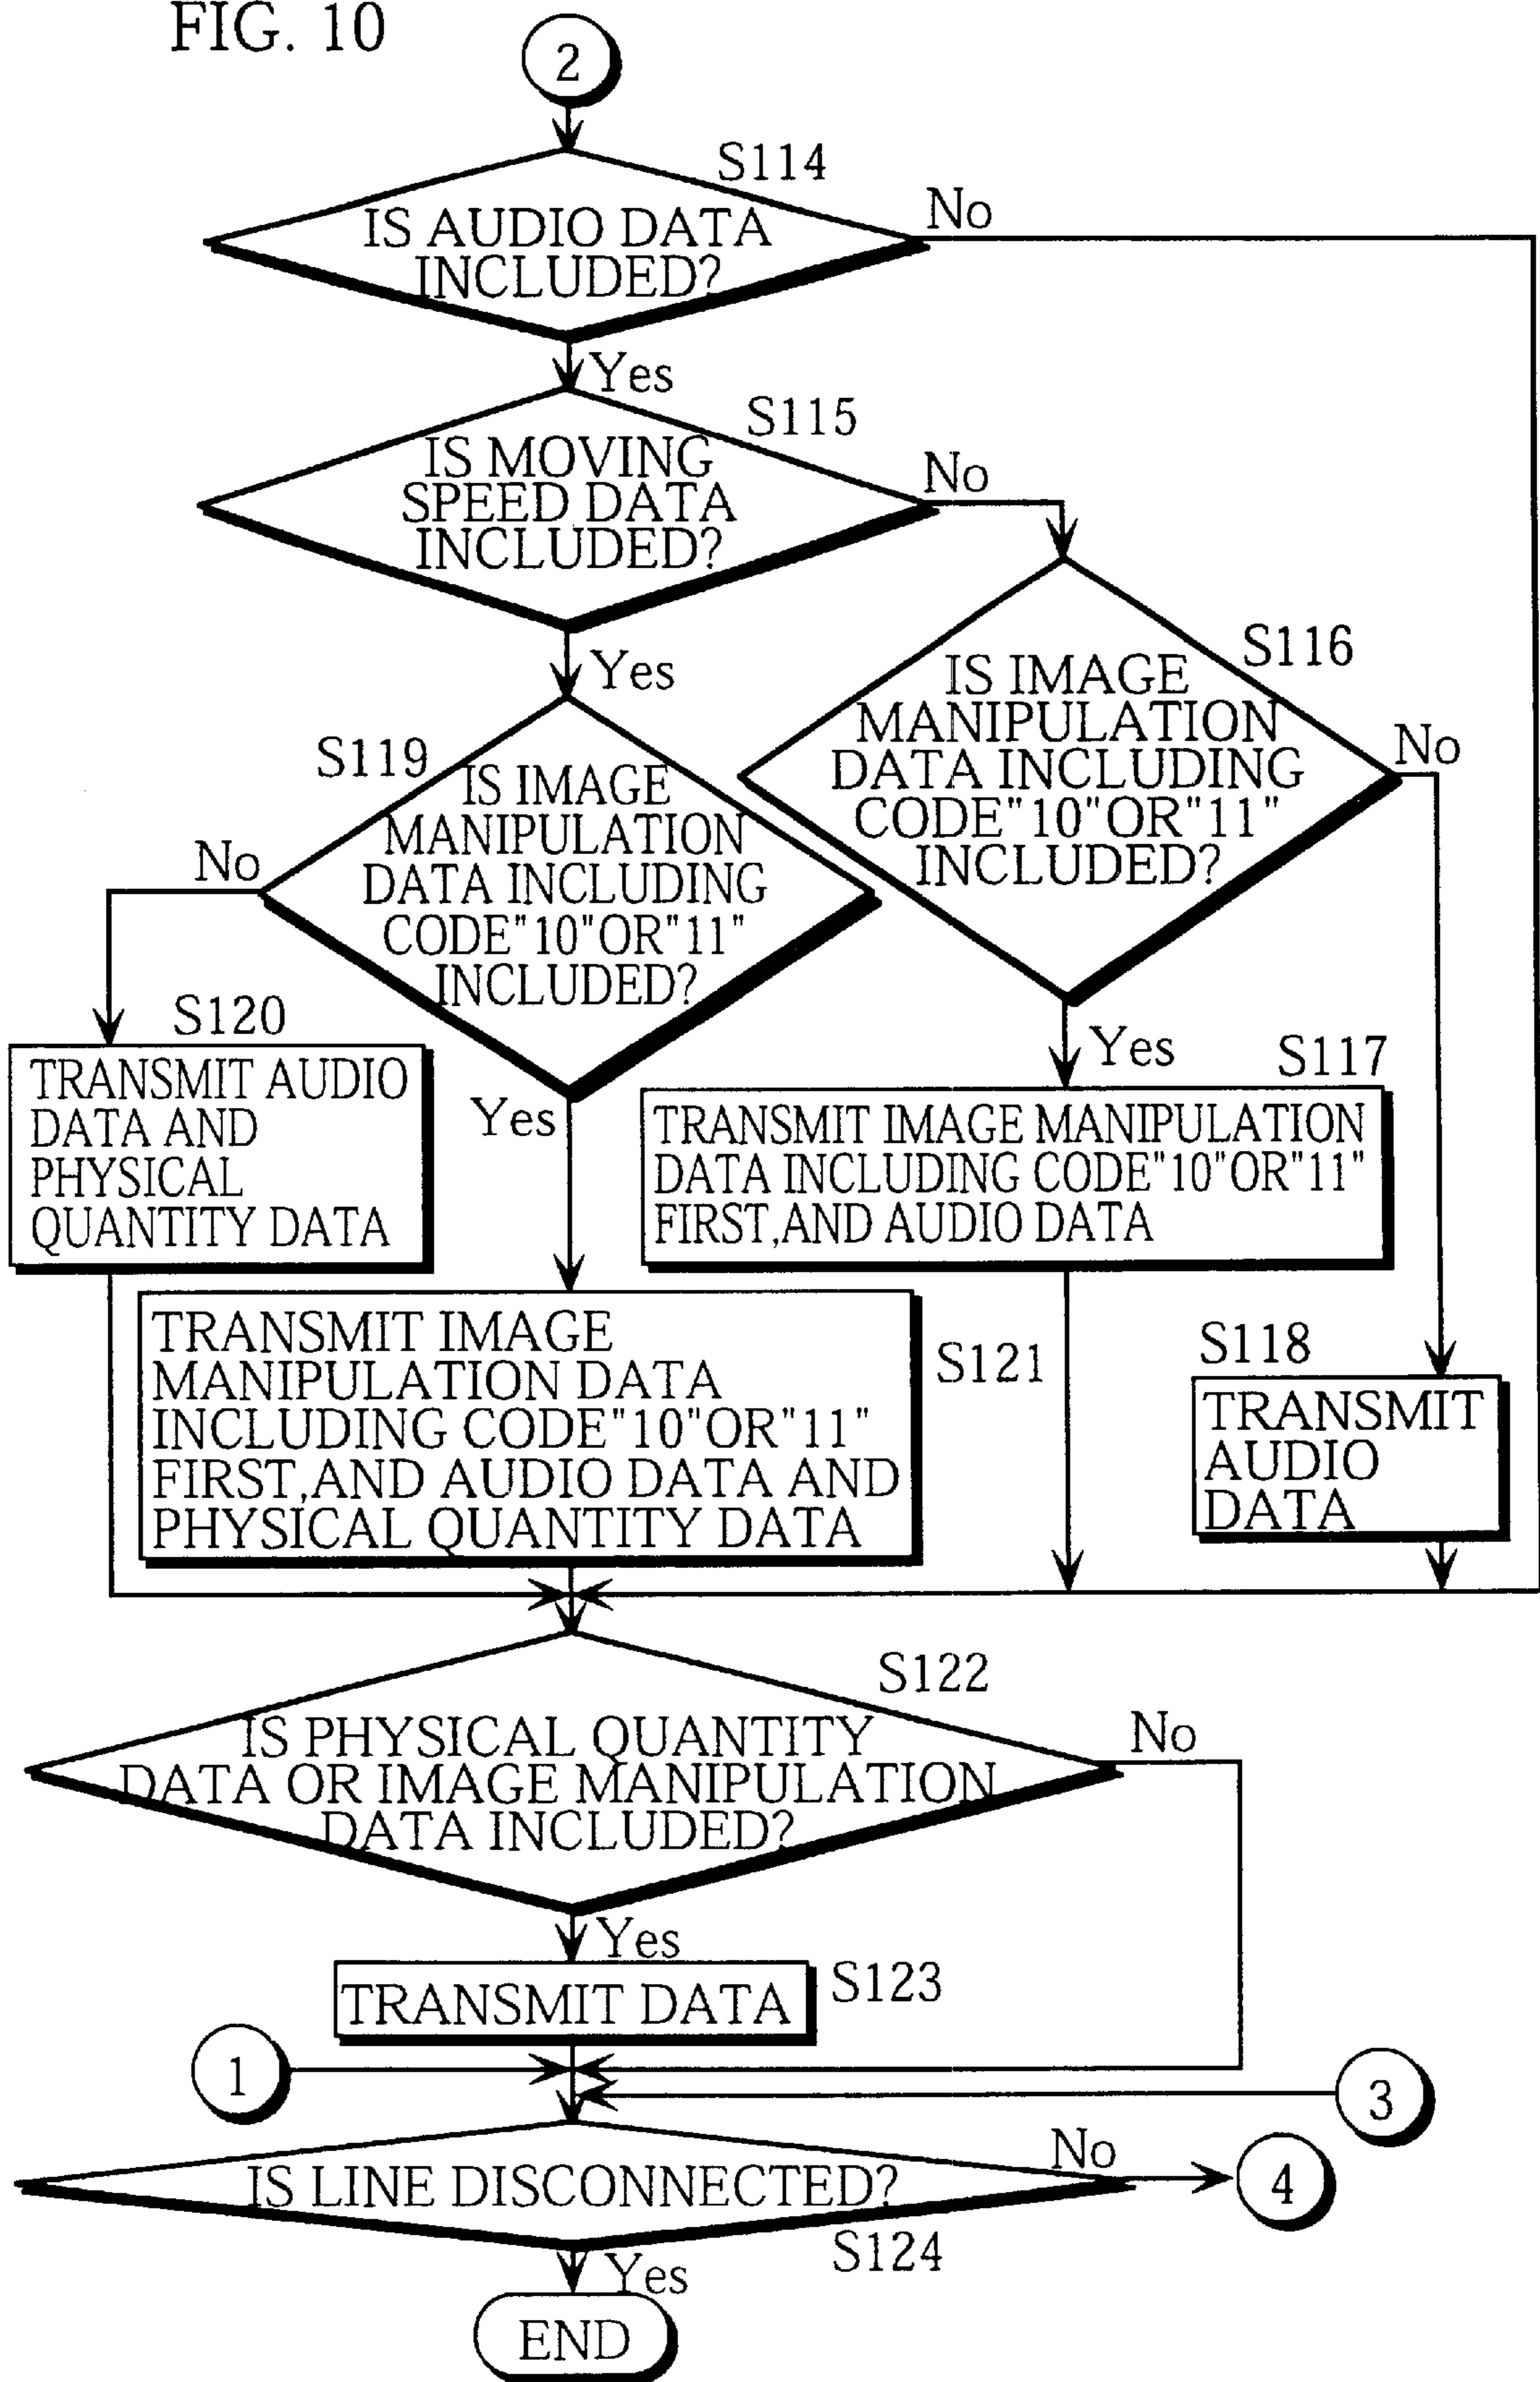 FIG. 10
2
S114
IS AUDIO DATA
INCLUDED?
No
Yes
S115
IS MOVING
SPEED DATA
INCLUDED?
No
Yes
S116
IS IMAGE
MANIPULATION
DATA INCLUDING
CODE"10"OR"11"
INCLUDED?
No
S119
IS IMAGE
MANIPULATION
DATA INCLUDING
CODE"10"OR"11"
INCLUDED?
No
S120
TRANSMIT AUDIO
DATA AND
PHYSICAL
QUANTITY DATA
Yes
Yes
S117
TRANSMIT IMAGE MANIPULATION
DATA INCLUDING CODE"10"OR"11"
FIRST,AND AUDIO DATA
TRANSMIT IMAGE
MANIPULATION DATA
INCLUDING CODE"10"OR"11"
FIRST,AND AUDIO DATA AND
PHYSICAL QUANTITY DATA
S121
S118
TRANSMIT
AUDIO
DATA
S122
IS PHYSICAL QUANTITY
DATA OR IMAGE MANIPULATION
DATA INCLUDED?
No
Yes
TRANSMIT DATA
S123
1
3
IS LINE DISCONNECTED?
No
4
S124
Yes
END